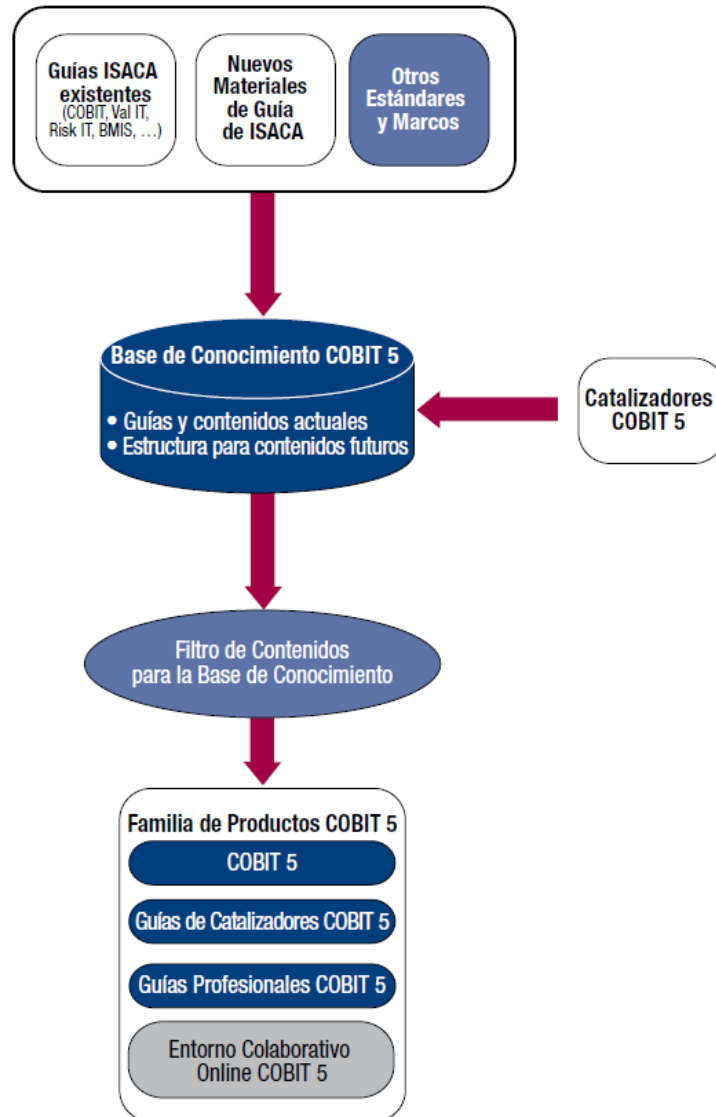 Guías ISACA
existentes
(COBIT, Val IT,
Risk IT, BMIS, …)
Nuevos
Materiales
de Guía
de ISACA
Otros
Estándares
y Marcos
Base de Conocimiento COBIT 5
• Guías y contenidos actuales
• Estructura para contenidos futuros
Catalizadores
COBIT 5
Filtro de Contenidos
para la Base de Conocimiento
Familia de Productos COBIT 5
COBIT 5
Guías de Catalizadores COBIT 5
Guías Profesionales COBIT 5
Entorno Colaborativo
Online COBIT 5